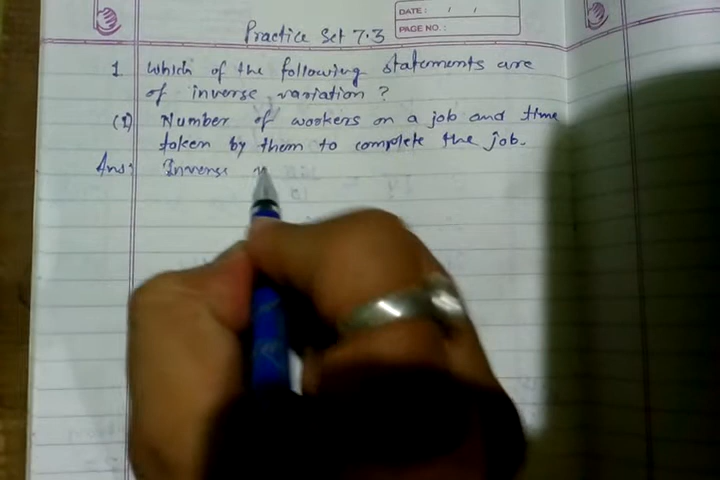 DATE: / /
PAGE NO.:
Practice Set 7.3
1 Which of the following statements are
of inverse variation ?
(1) Number of workers on a job and time
taken by them to complete the job.
Ans: Inverse